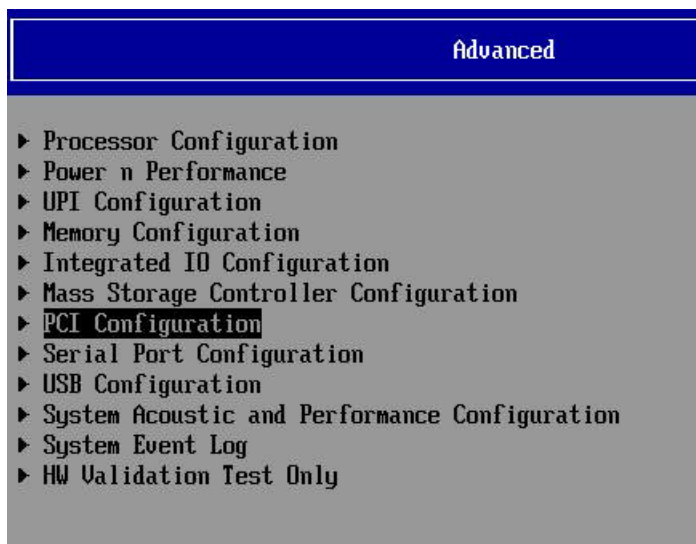 Advanced
Processor Configuration
Power n Performance
UPI Configuration
Memory Configuration
Integrated IO Configuration
Mass Storage Controller Configuration
PCI Configuration
Serial Port Configuration
USB Configuration
System Acoustic and Performance Configuration
System Event Log
HW Validation Test Only